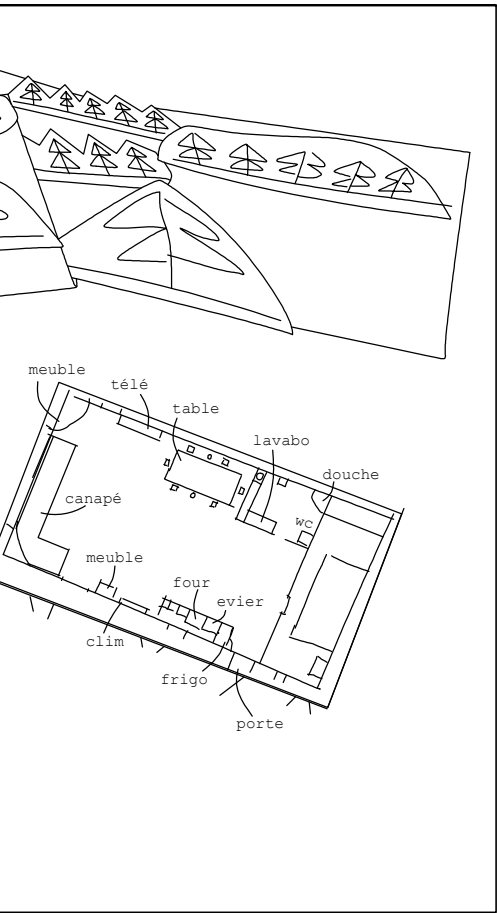 meuble
télé
table
lavabo
douche
canapé
wc
meuble
four
evier
clim
frigo
porte